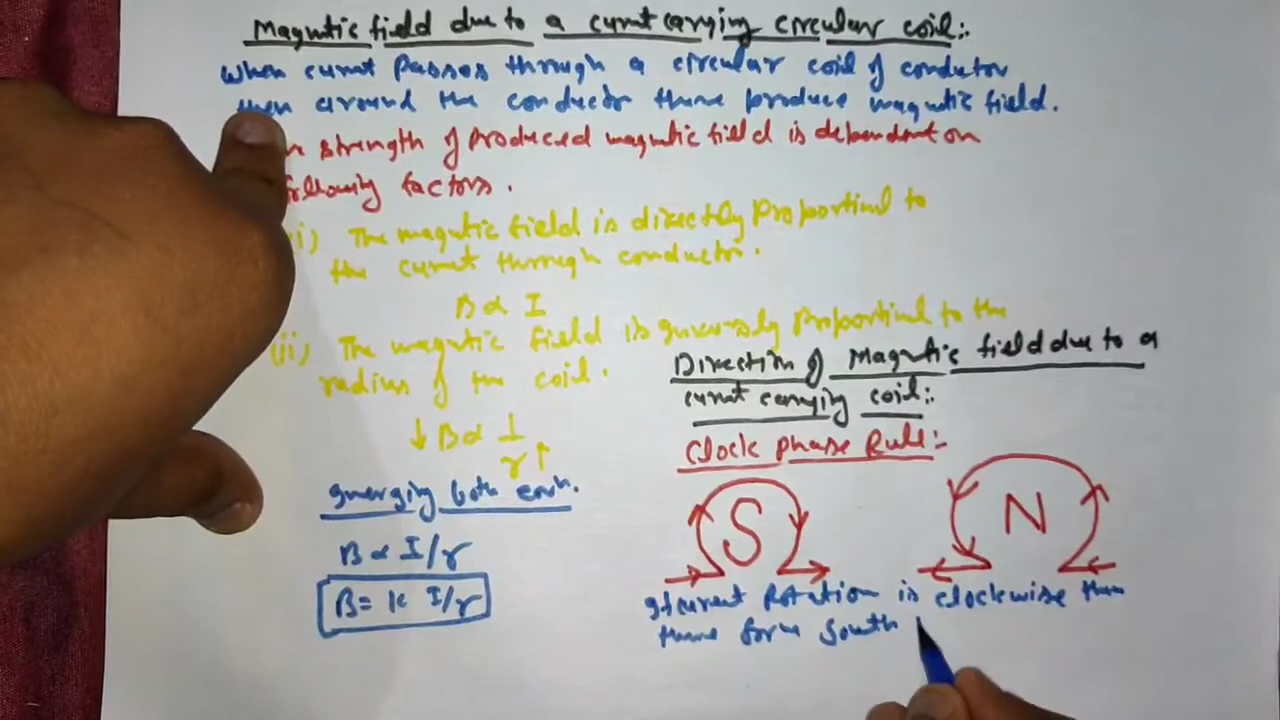 Magnetic field due to a current carrying circular coil:-
When current passes through a circular coil of conductor
then around the conductor there produce magnetic field.
strength of produced magnetic field is dependent on
following factors.
i) The magnetic field is directly proportional to
the current through conductor.
B ∝ I
(ii) The magnetic field is inversely proportional to the
radius of the coil.
↓ B ∝ 1/r ↑
B ∝ I/r
B = K I/r
Direction of Magnetic field due to a
current carrying coil:-
Clock phase Rule:-
S
N
If current Rotation is clockwise then
there form South